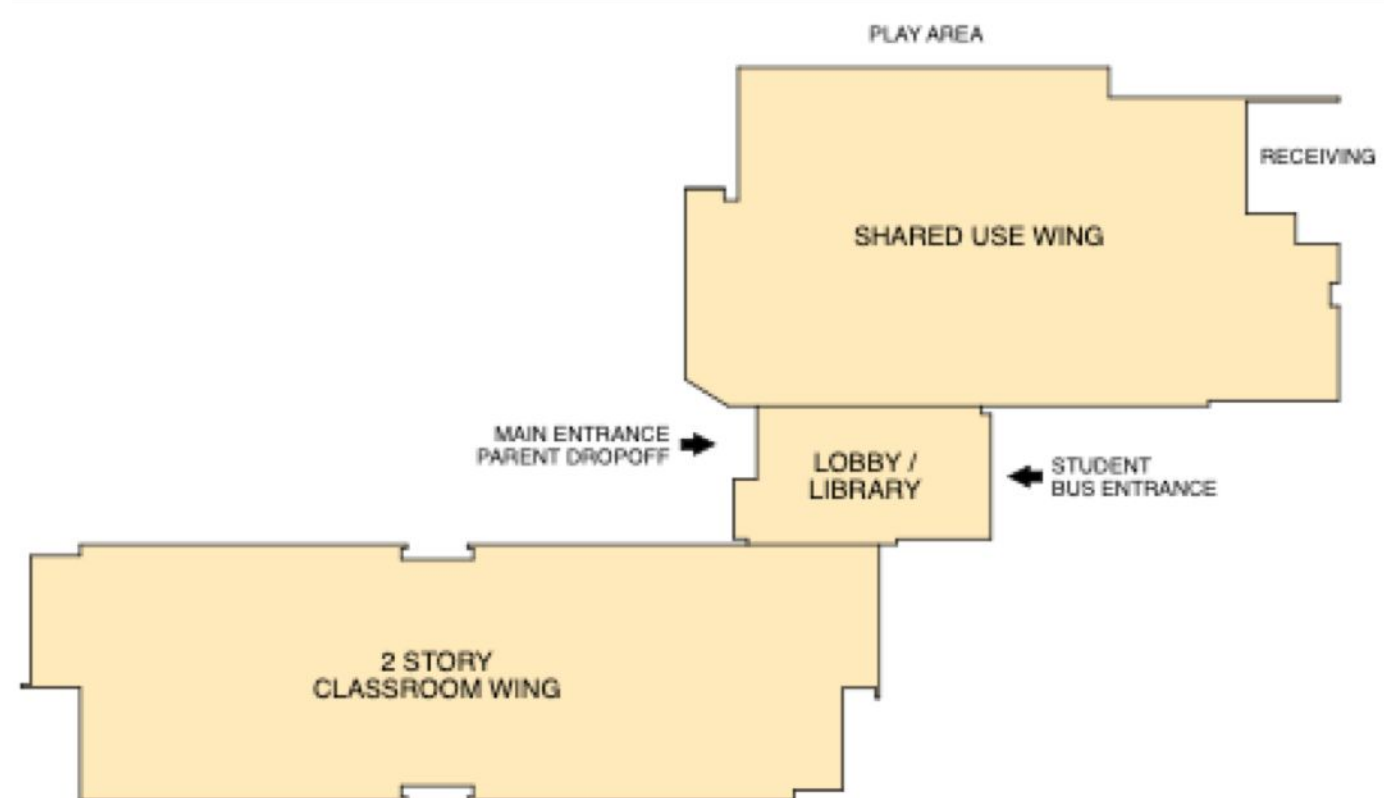 PLAY AREA
RECEIVING
SHARED USE WING
MAIN ENTRANCE
PARENT DROPOFF
LOBBY /
LIBRARY
STUDENT
BUS ENTRANCE
2 STORY
CLASSROOM WING